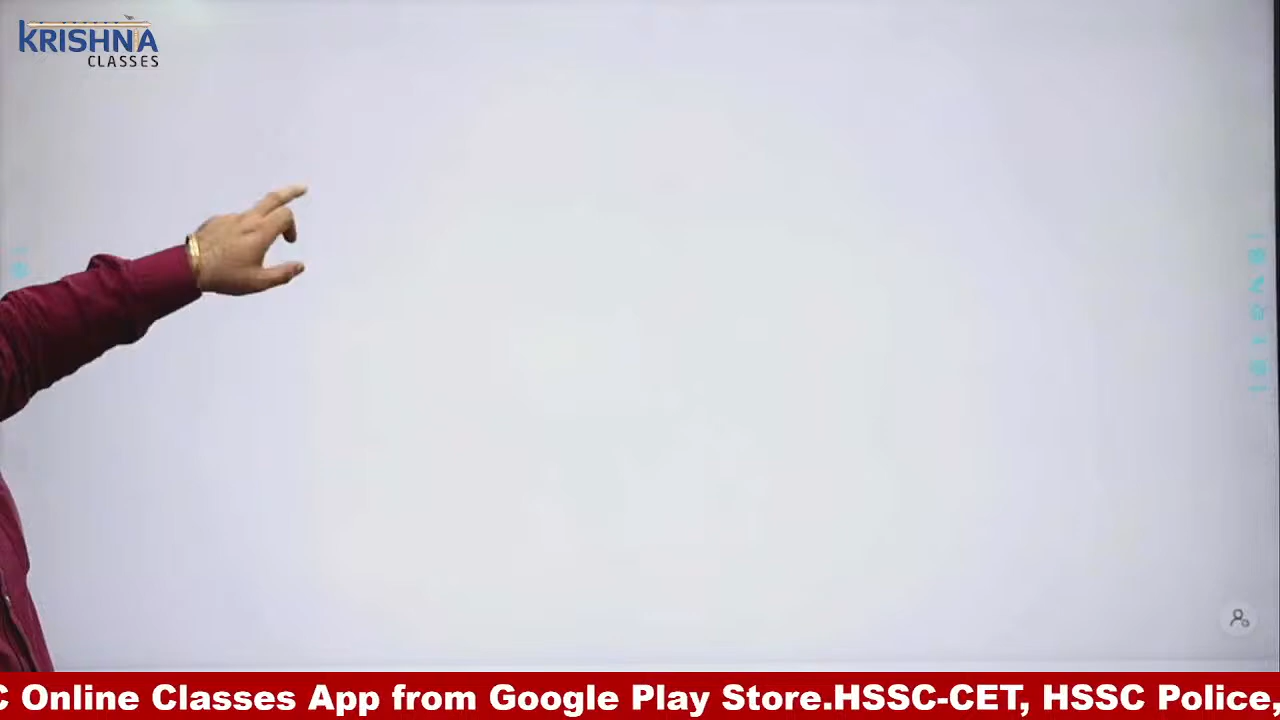 KRISHNA
CLASSES
C Online Classes App from Google Play Store.HSSC-CET, HSSC Police,